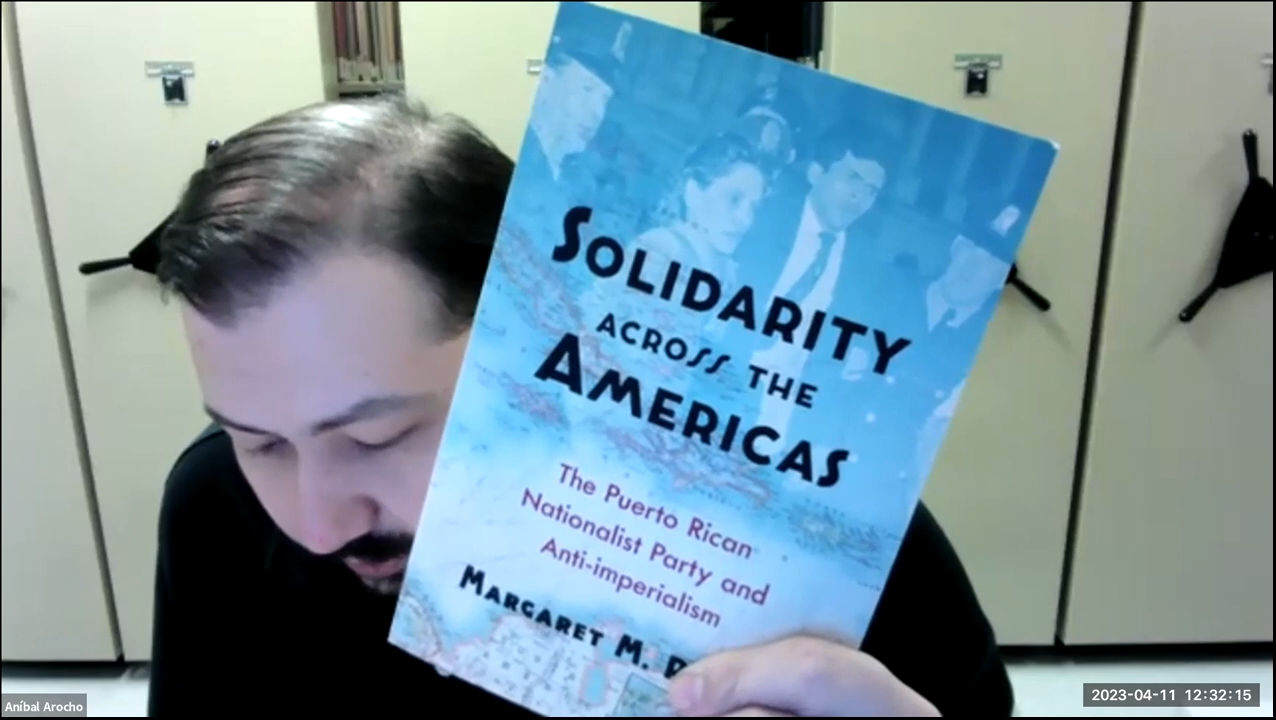 SOLIDARITY
ACROSS THE
AMERICAS
The Puerto Rican
Nationalist Party and
Anti-imperialism
MARGARET M.
Aníbal Arocho
2023-04-11 12:32:15